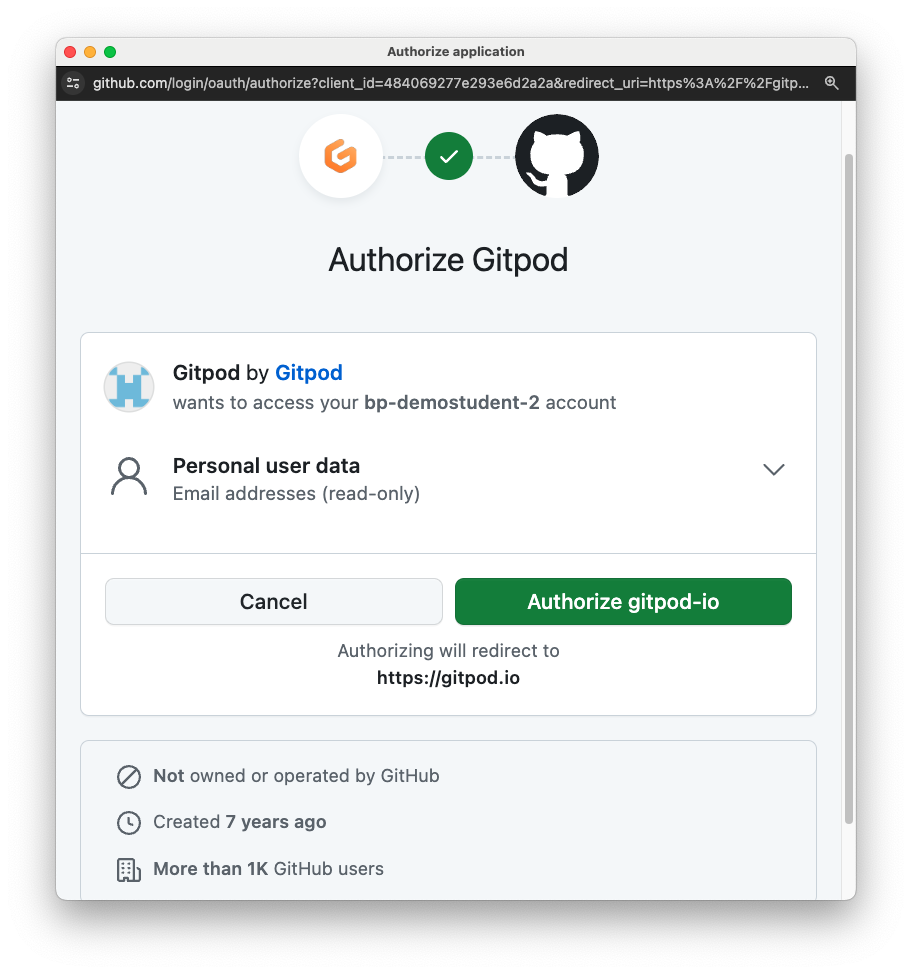 Authorize application
github.com/login/oauth/authorize?client_id=484069277e293e6d2a2a&redirect_uri=https%3A%2F%2Fgitp...
Authorize Gitpod
Gitpod by Gitpod
wants to access your bp-demostudent-2 account
Personal user data
Email addresses (read-only)
Cancel
Authorize gitpod-io
Authorizing will redirect to
https://gitpod.io
Not owned or operated by GitHub
Created 7 years ago
More than 1K GitHub users